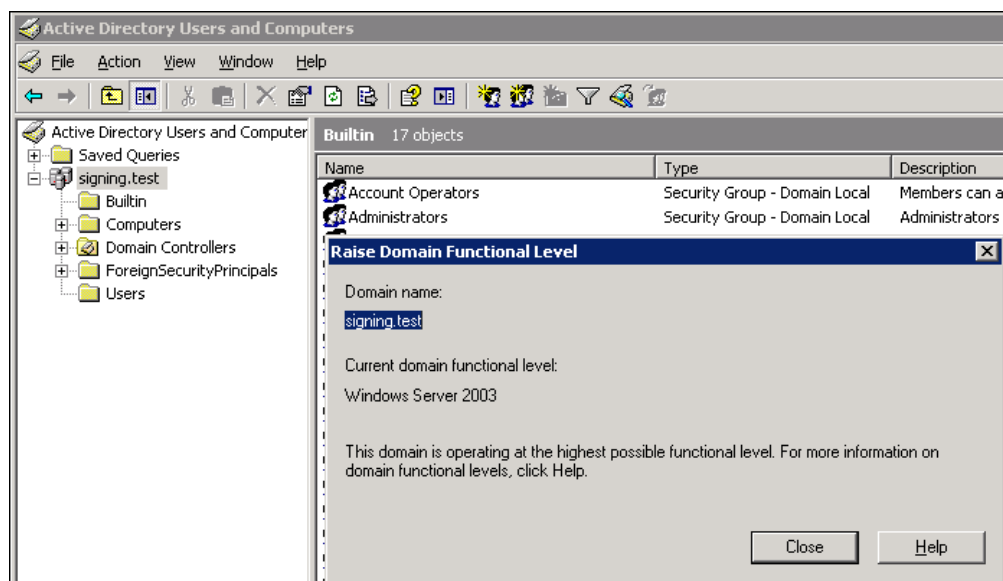 Active Directory Users and Computers
File Action View Window Help
Active Directory Users and Computer
Saved Queries
signing.test
Builtin
Computers
Domain Controllers
ForeignSecurityPrincipals
Users
Builtin 17 objects
Name Type Description
Account Operators Security Group - Domain Local Members can a
Administrators Security Group - Domain Local Administrators
Raise Domain Functional Level
Domain name:
signing.test
Current domain functional level:
Windows Server 2003
This domain is operating at the highest possible functional level. For more information on
domain functional levels, click Help.
Close Help